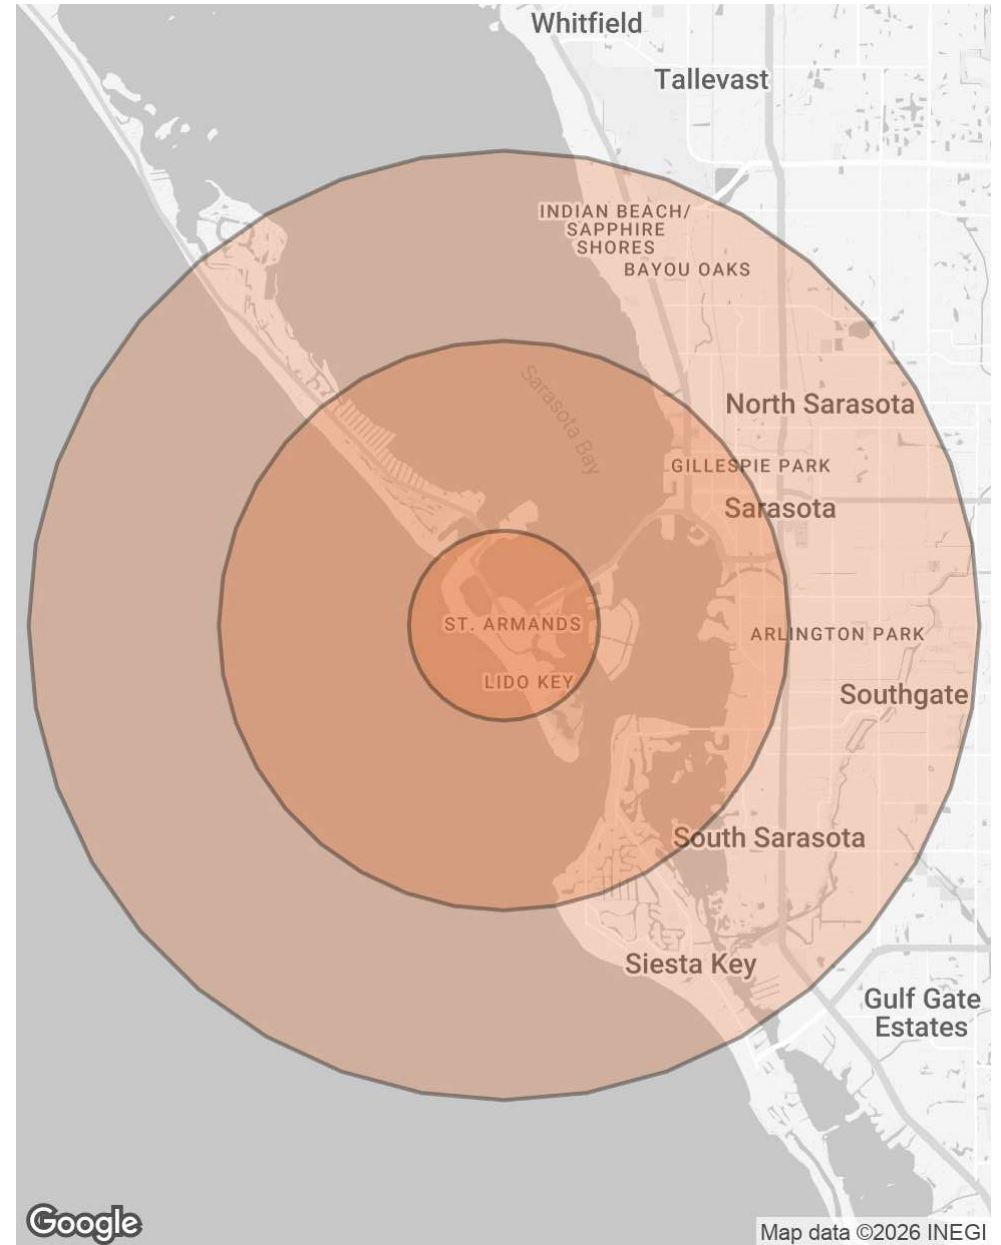 Whitfield
Tallevast
INDIAN BEACH/
SAPPHIRE
SHORES
BAYOU OAKS
Sarasota Bay
North Sarasota
GILLESPIE PARK
Sarasota
ST. ARMANDS
ARLINGTON PARK
LIDO KEY
Southgate
South Sarasota
Siesta Key
Gulf Gate
Estates
Google
Map data ©2026 INEGI